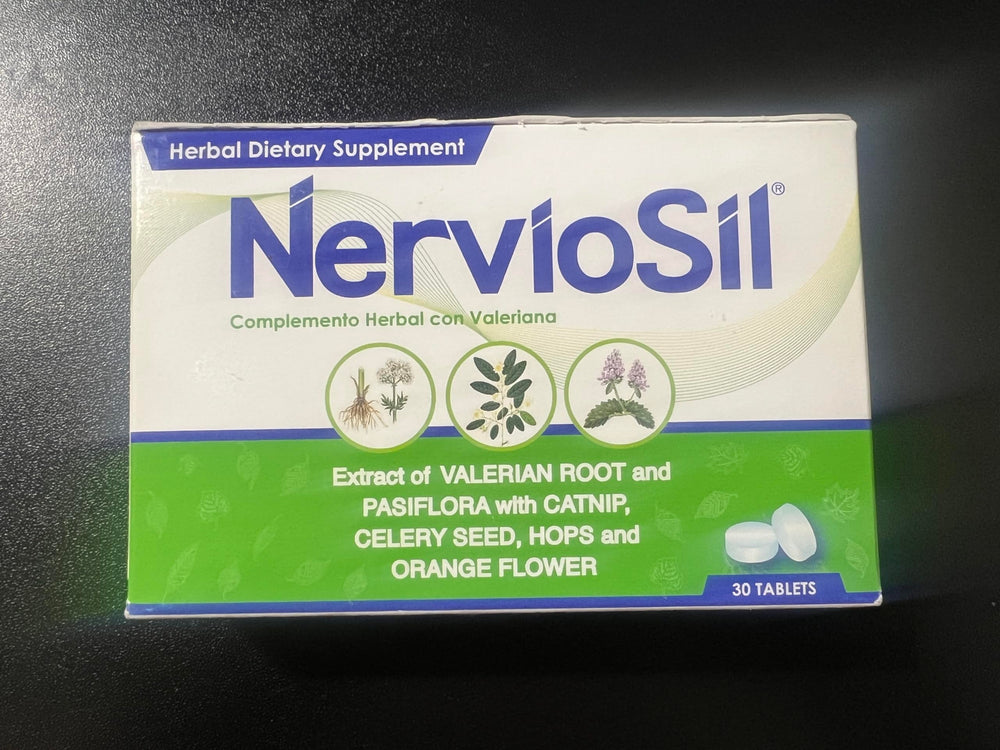 Herbal Dietary Supplement
NervioSil®
Complemento Herbal con Valeriana
Extract of VALERIAN ROOT and
PASIFLORA with CATNIP,
CELERY SEED, HOPS and
ORANGE FLOWER
30 TABLETS